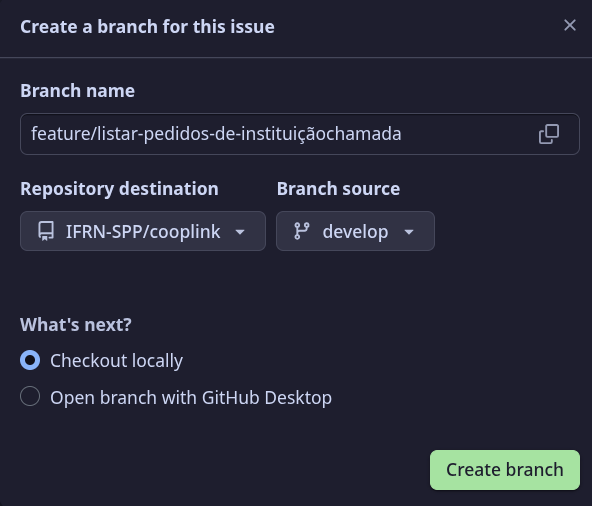 Create a branch for this issue
Branch name
feature/listar-pedidos-de-instituiçãochamada
Repository destination
Branch source
IFRN-SPP/cooplink
develop
What's next?
Checkout locally
Open branch with GitHub Desktop
Create branch